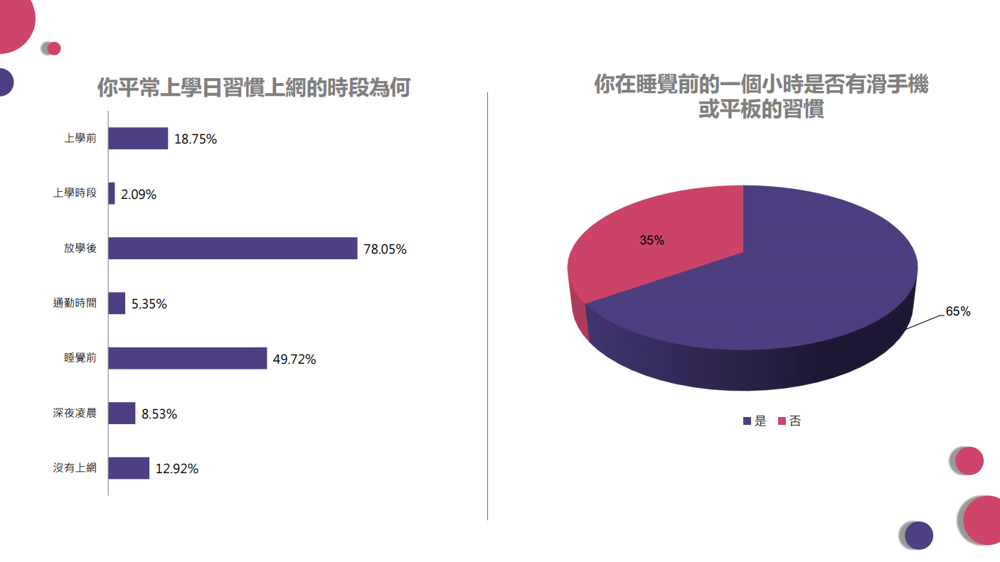 你平常上學日習慣上網的時段為何
上學前
18.75%
上學時段
2.09%
放學後
78.05%
通勤時間
5.35%
睡覺前
49.72%
深夜凌晨
8.53%
沒有上網
12.92%
你在睡覺前的一個小時是否有滑手機
或平板的習慣
35%
65%
是
否